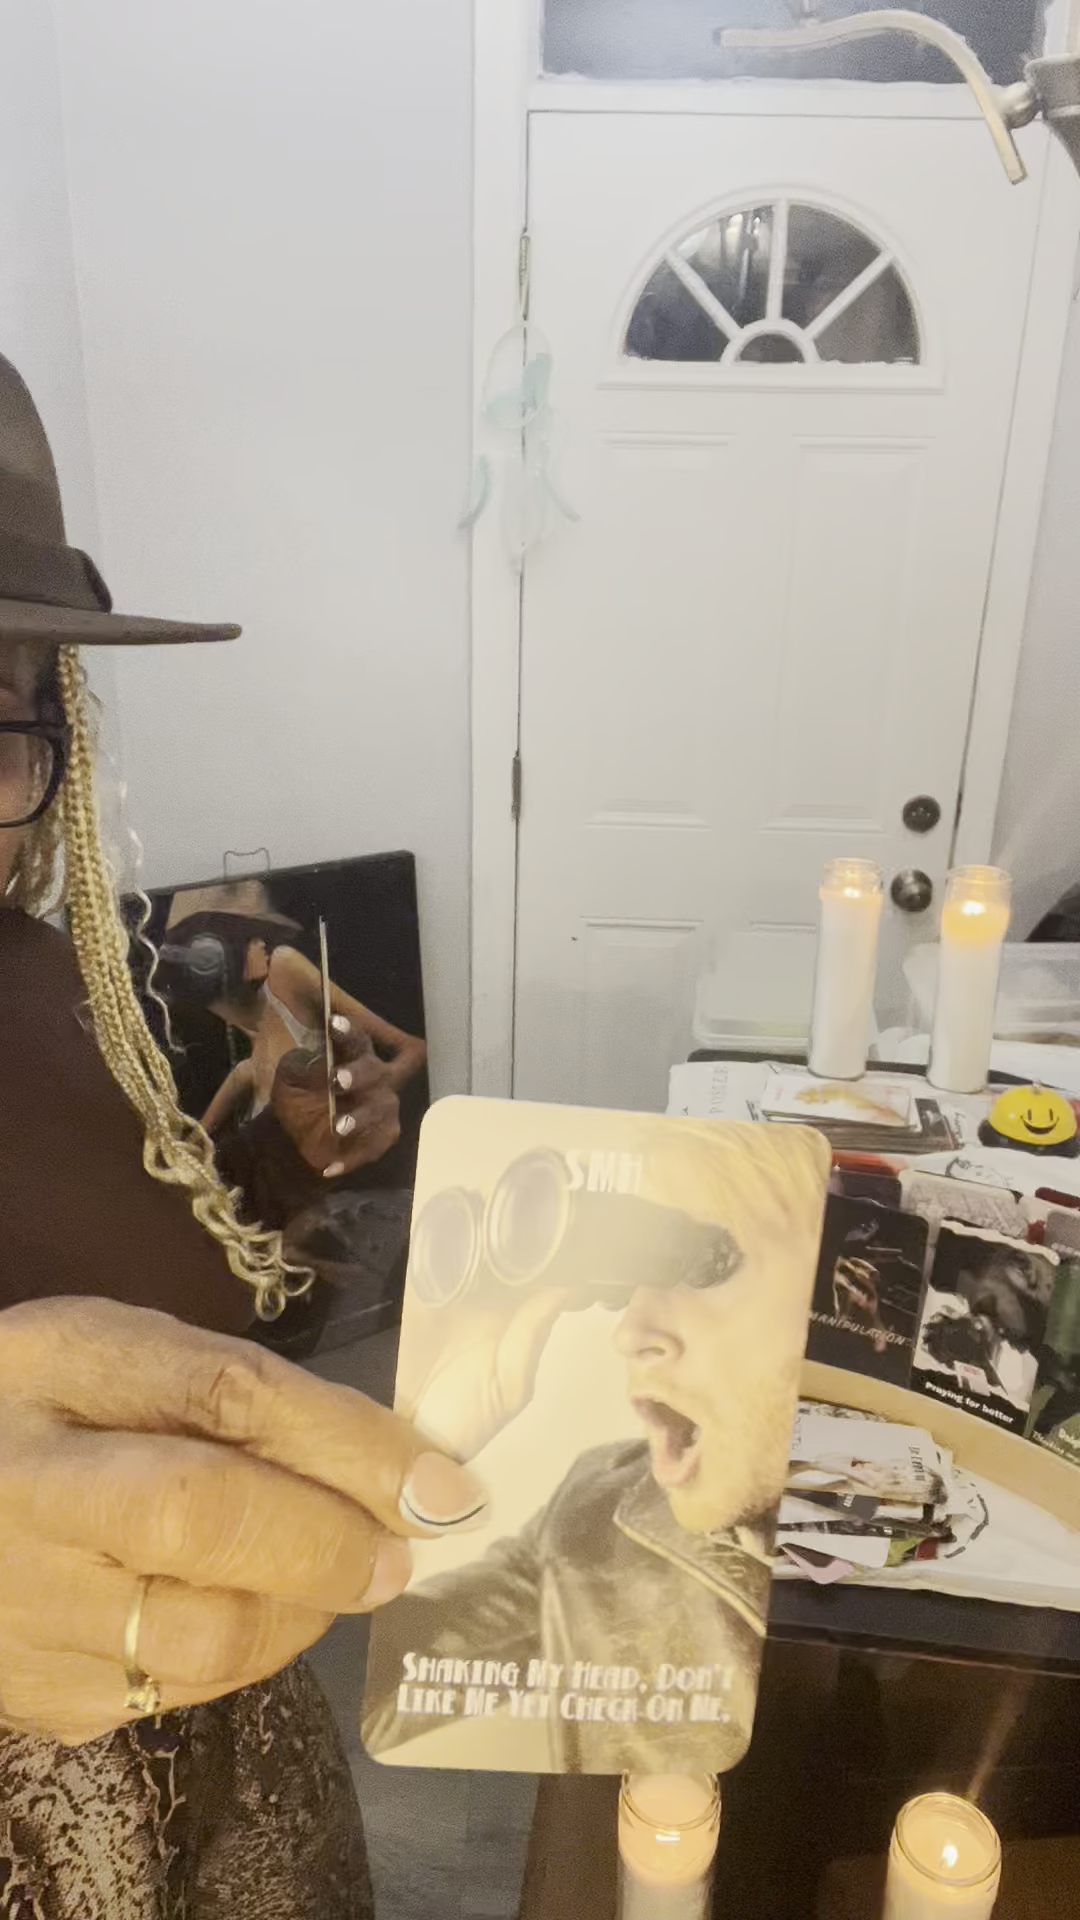 SMH
SHAKING MY HEAD, DON'T
LIKE ME YET CHECK ON ME,
MANIPULATION
Praying for better